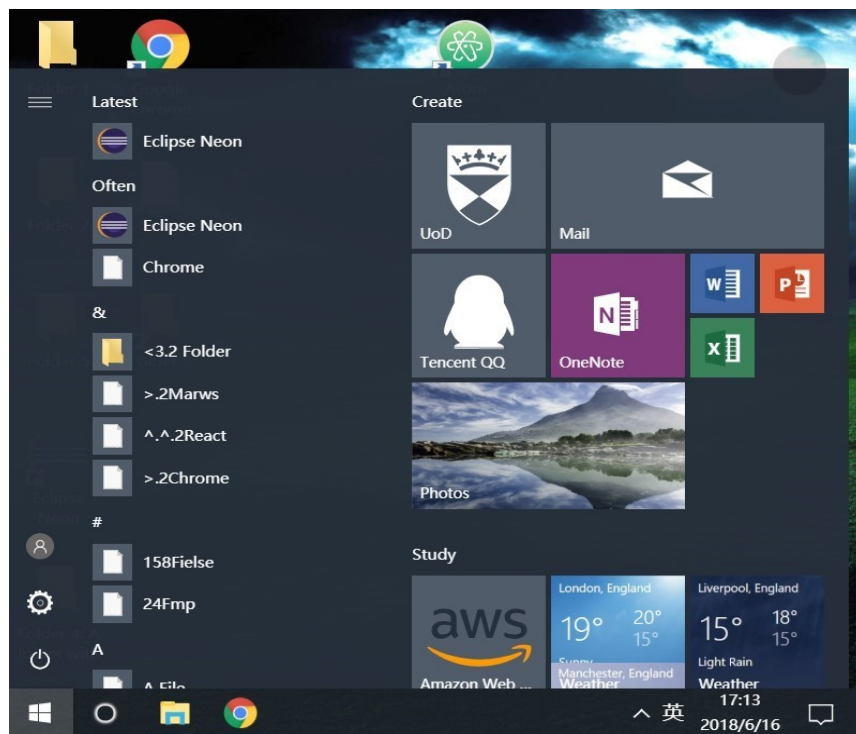 Latest
Eclipse Neon
Often
Eclipse Neon
Chrome
&
<3.2 Folder
>.2Marws
^.^.2React
>.2Chrome
#
158Fielse
24Fmp
A
A File
Create
UoD
Mail
Tencent QQ
N
OneNote
W
P
X
Photos
Study
aws
Amazon Web ...
London, England
19°
20°
15°
Sunny
Manchester, England
Weather
Liverpool, England
15°
18°
15°
Light Rain
Weather
英
17:13
2018/6/16